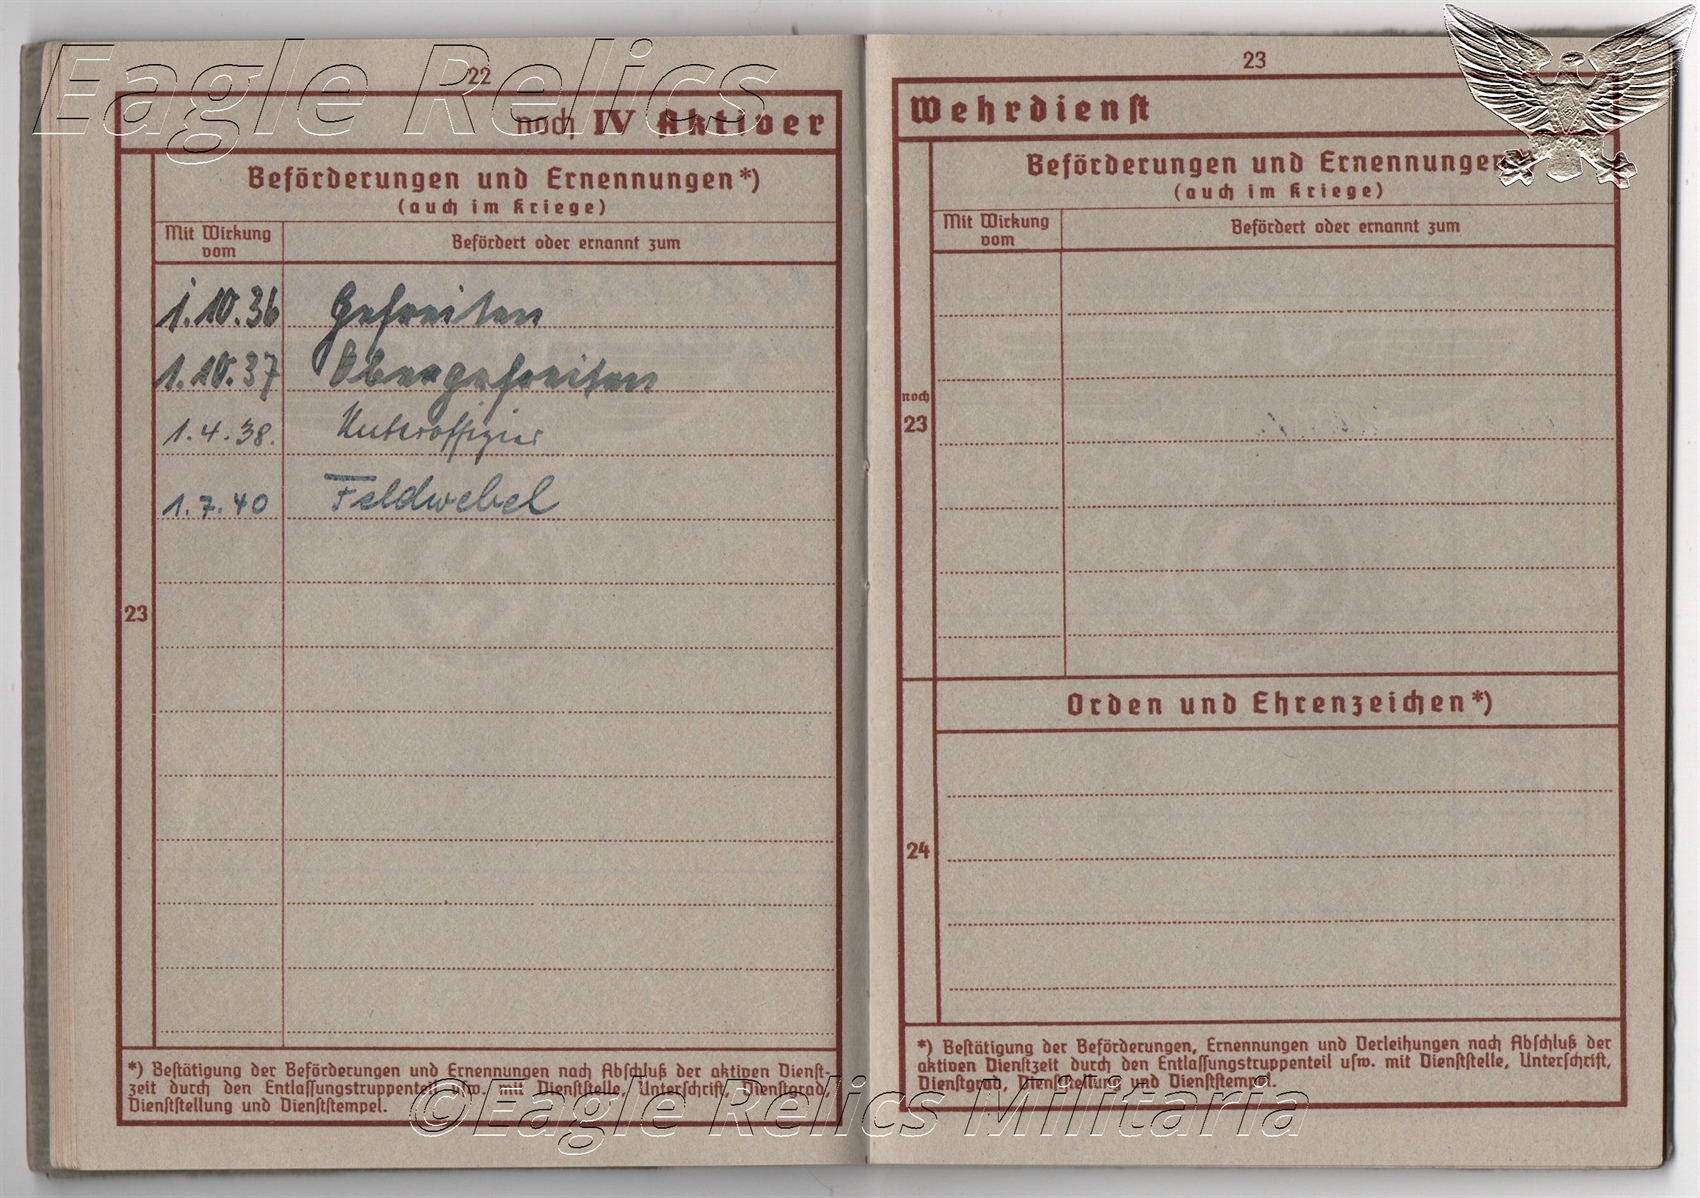 Eagle Relics
22
noch IV Aktiver
Beförderungen und Ernennungen*)
(auch im Kriege)
Mit Wirkung vom
Befördert oder ernannt zum
1.10.36 Gefreiten
1.10.37 Obergefreiten
1.4.38. Unteroffizier
1.7.40 Feldwebel
23
*) Bestätigung der Beförderungen und Ernennungen nach Abschluß der aktiven Dienst-
zeit durch den Entlassungstruppenteil usw. mit Dienststelle, Unterschrift, Dienstgrad,
Dienststellung und Dienststempel.
23
Wehrdienst
Beförderungen und Ernennungen
(auch im Kriege)
Mit Wirkung vom
Befördert oder ernannt zum
noch
23
Orden und Ehrenzeichen*)
24
*) Bestätigung der Beförderungen, Ernennungen und Verleihungen nach Abschluß der
aktiven Dienstzeit durch den Entlassungstruppenteil usw. mit Dienststelle, Unterschrift,
Dienstgrad, Dienststellung und Dienststempel.
©Eagle Relics Militaria